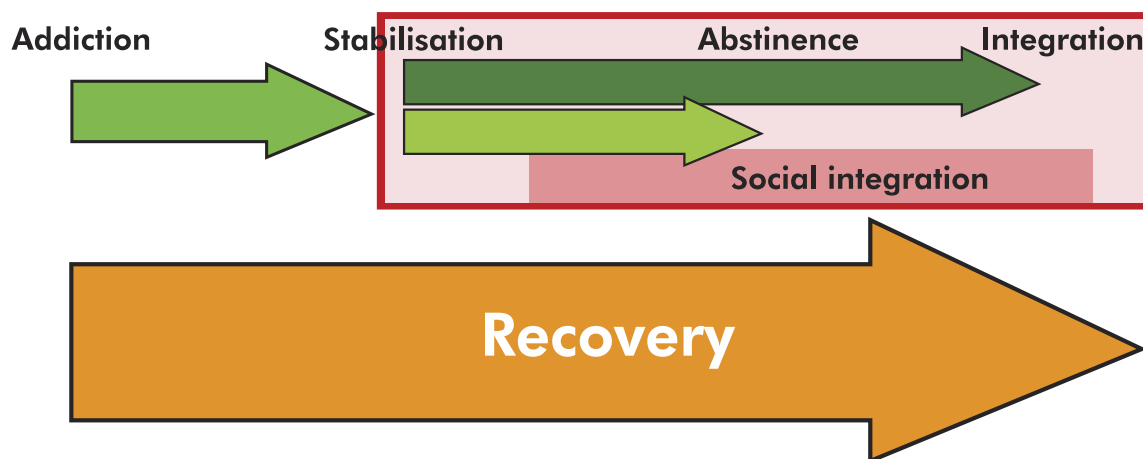 Addiction
Stabilisation
Abstinence
Integration
Social integration
Recovery